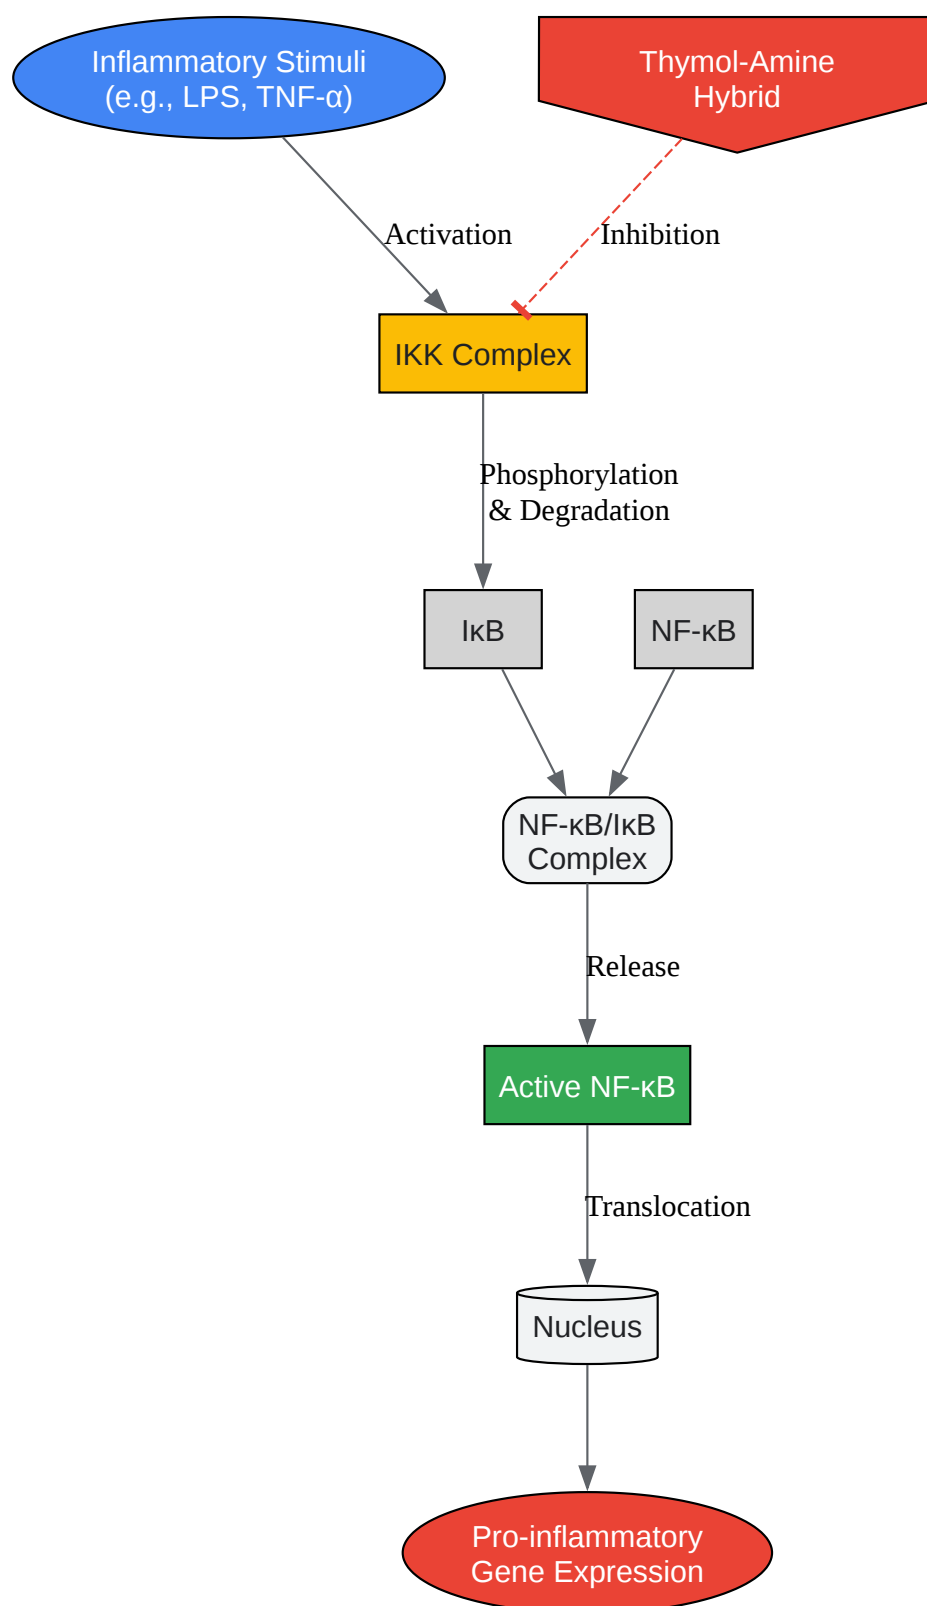 Inflammatory Stimuli
(e.g., LPS, TNF-α)
Thymol-Amine
Hybrid
Activation
Inhibition
IKK Complex
Phosphorylation
& Degradation
IκB
NF-κB
NF-κB/IκB
Complex
Release
Active NF-κB
Translocation
Nucleus
Pro-inflammatory
Gene Expression